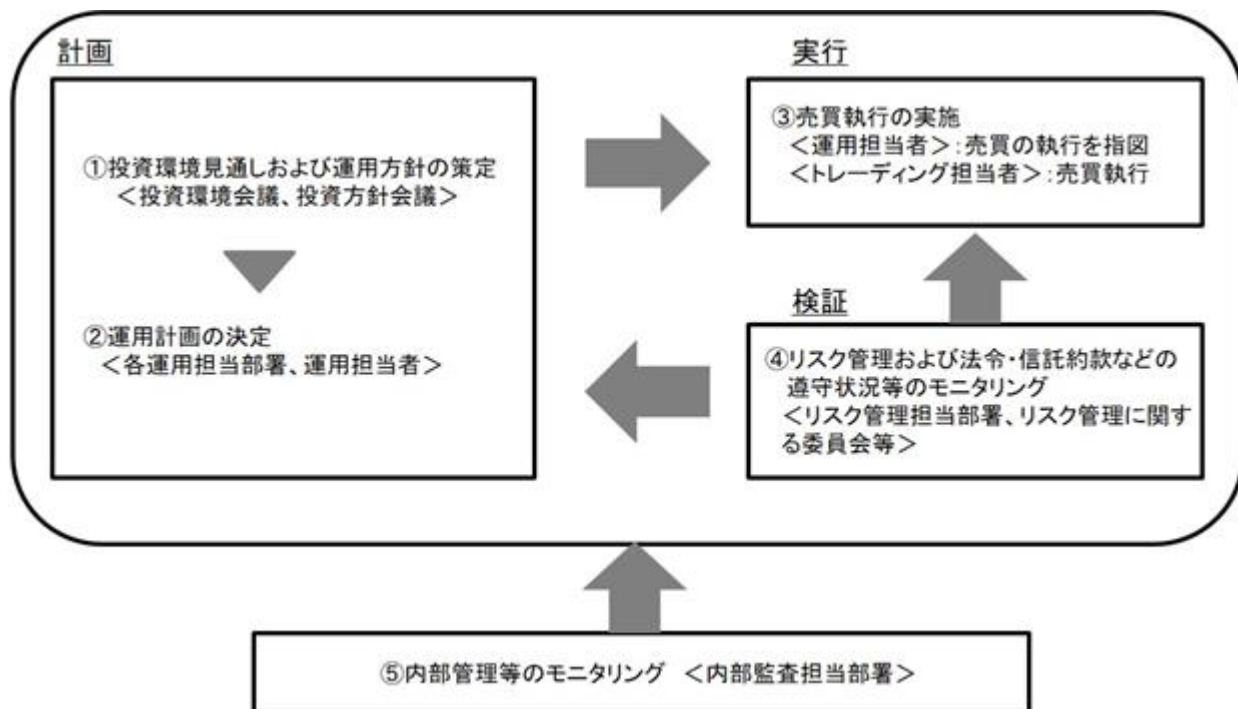 計画
①投資環境見通しおよび運用方針の策定
＜投資環境会議、投資方針会議＞
②運用計画の決定
＜各運用担当部署、運用担当者＞
実行
③売買執行の実施
＜運用担当者＞：売買の執行を指図
＜トレーディング担当者＞：売買執行
検証
④リスク管理および法令・信託約款などの
遵守状況等のモニタリング
＜リスク管理担当部署、リスク管理に関す
る委員会等＞
⑤内部管理等のモニタリング ＜内部監査担当部署＞